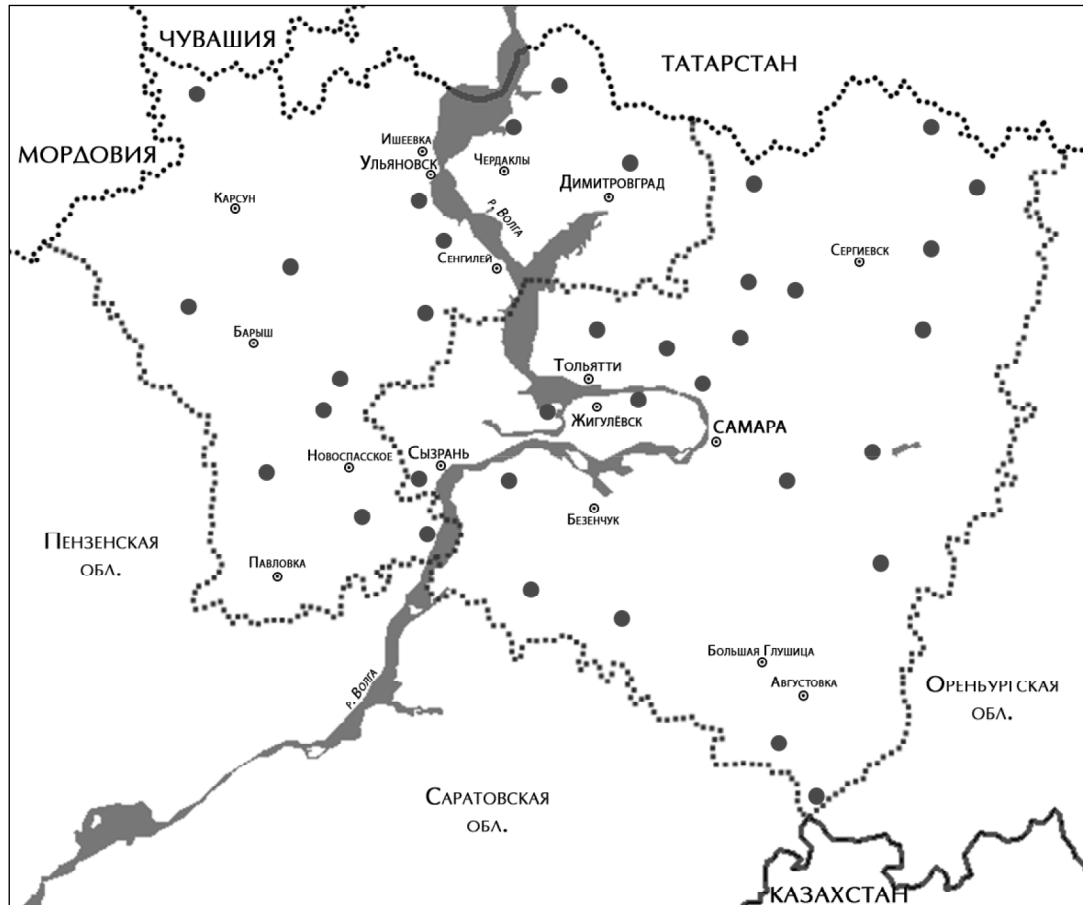 ЧУВАШИЯ
ТАТАРСТАН
МОРДОВИЯ
Ишеевка
Ульяновск
Чердаклы
Димитровград
Карсун
р. Волга
Сенгилей
Сергиевск
Барыш
Тольятти
Жигулёвск
САМАРА
Новоспасское
Сызрань
Безенчук
Пензенская
обл.
Павловка
Большая Глушица
Августовка
Оренбургская
обл.
р. Волга
Саратовская
обл.
КАЗАХСТАН